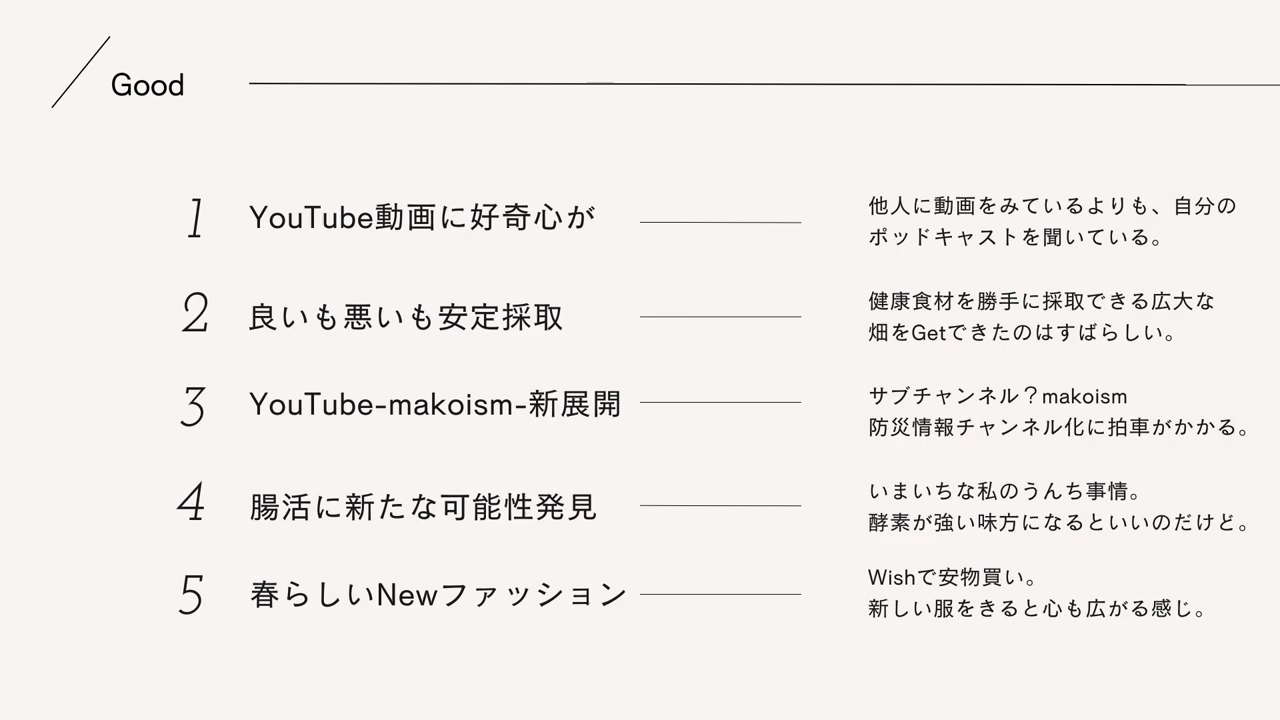 Good
1
YouTube動画に好奇心が
他人に動画をみているよりも、自分の
ポッドキャストを聞いている。
2
良いも悪いも安定採取
健康食材を勝手に採取できる広大な
畑をGetできたのはすばらしい。
3
YouTube-makoism-新展開
サブチャンネル？makoism
防災情報チャンネル化に拍車がかかる。
4
腸活に新たな可能性発見
いまいちな私のうんち事情。
酵素が強い味方になるといいのだけど。
5
春らしいNewファッション
Wishで安物買い。
新しい服をきると心も広がる感じ。